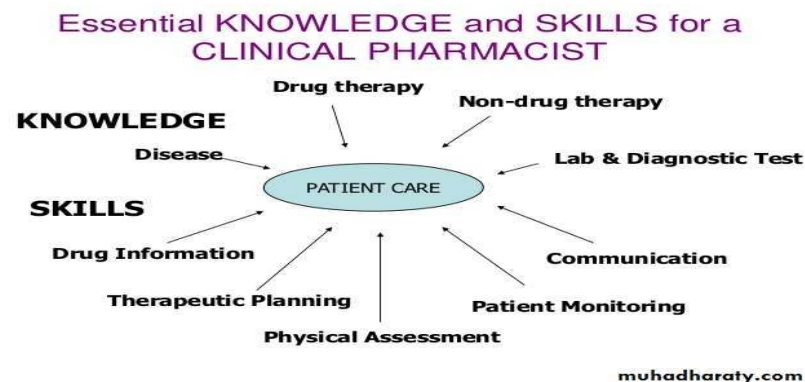 Essential KNOWLEDGE and SKILLS for a
CLINICAL PHARMACIST
Drug therapy
Non-drug therapy
KNOWLEDGE
Disease
Lab & Diagnostic Test
PATIENT CARE
SKILLS
Drug Information
Communication
Therapeutic Planning
Patient Monitoring
Physical Assessment
muhadharaty.com